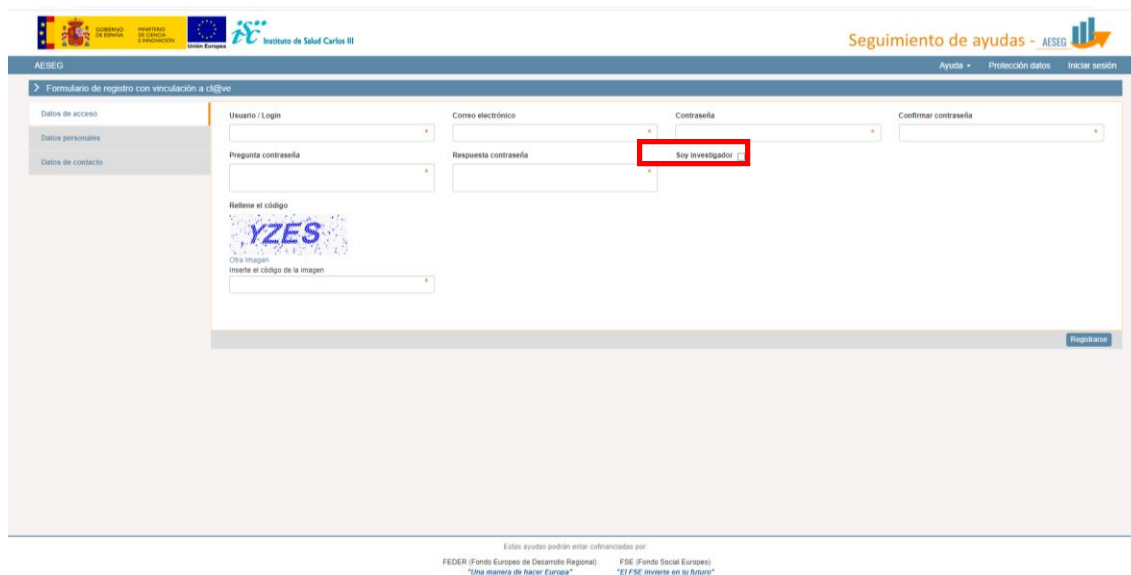 GOBIERNO DE ESPAÑA
MINISTERIO DE CIENCIA E INNOVACIÓN
Unión Europea
Instituto de Salud Carlos III
Seguimiento de ayudas - AESEG
AESEG
Ayuda
Protección datos
Iniciar sesión
Formulario de registro con vinculación a cl@ve
Datos de acceso
Datos personales
Datos de contacto
Usuario / Login
Correo electrónico
Contraseña
Confirmar contraseña
Pregunta contraseña
Respuesta contraseña
Soy investigador
Rellene el código
YZES
Otra imagen
Inserte el código de la imagen
Registrarse
Estas ayudas podrán estar cofinanciadas por
FEDER (Fondo Europeo de Desarrollo Regional)
"Una manera de hacer Europa"
FSE (Fondo Social Europeo)
"El FSE invierte en tu futuro"